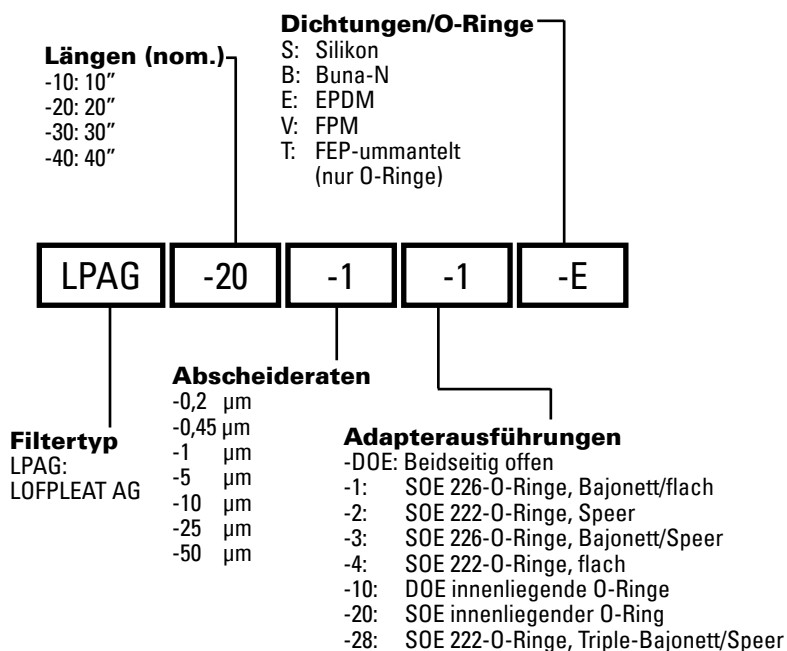 Dichtungen/O-Ringe
S: Silikon
B: Buna-N
E: EPDM
V: FPM
T: FEP-ummantelt
(nur O-Ringe)
Längen (nom.)
-10: 10”
-20: 20”
-30: 30”
-40: 40”
LPAG -20 -1 -1 -E
Filtertyp
LPAG:
LOFPLEAT AG
Abscheideraten
-0,2 µm
-0,45 µm
-1 µm
-5 µm
-10 µm
-25 µm
-50 µm
Adapterausführungen
-DOE: Beidseitig offen
-1: SOE 226-O-Ringe, Bajonett/flach
-2: SOE 222-O-Ringe, Speer
-3: SOE 226-O-Ringe, Bajonett/Speer
-4: SOE 222-O-Ringe, flach
-10: DOE innenliegende O-Ringe
-20: SOE innenliegender O-Ring
-28: SOE 222-O-Ringe, Triple-Bajonett/Speer